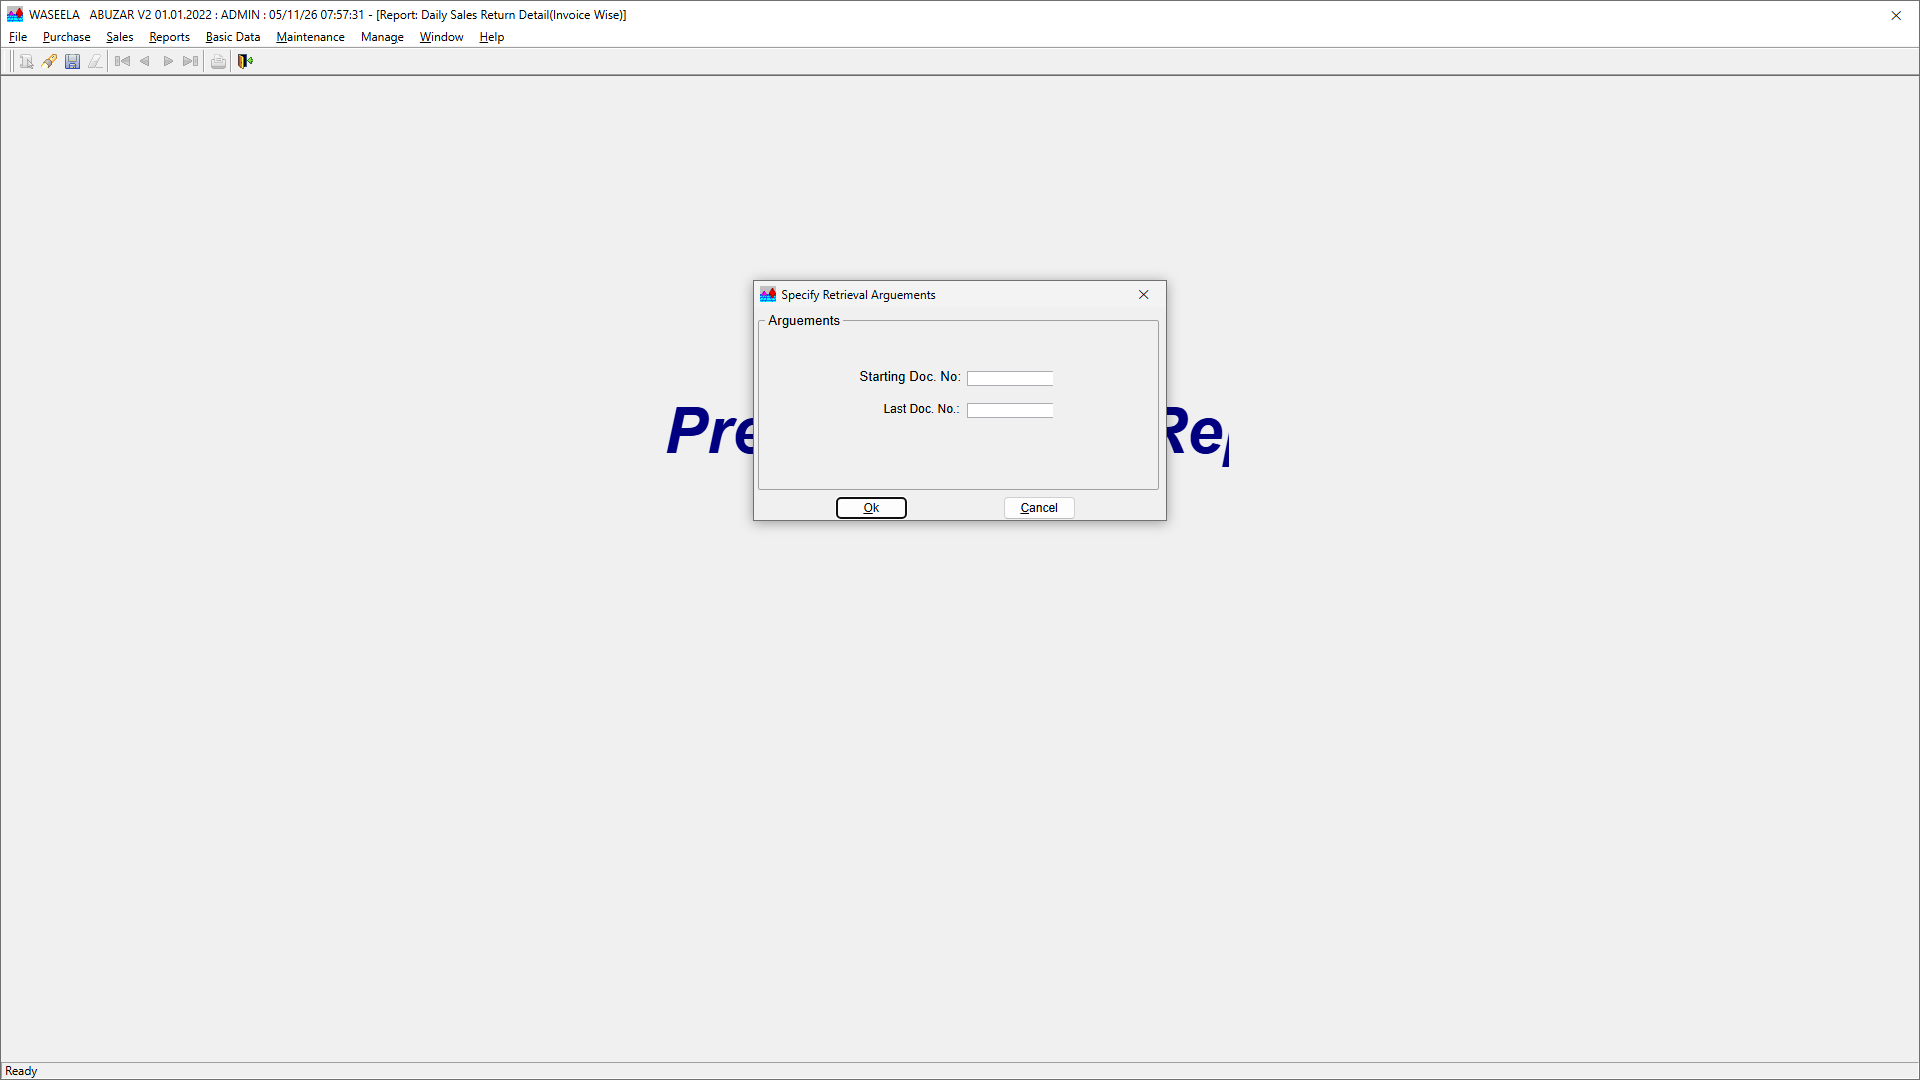 WASEELA ABUZAR V2 01.01.2022 : ADMIN : 05/11/26 07:57:31 - [Report: Daily Sales Return Detail(Invoice Wise)]
File Purchase Sales Reports Basic Data Maintenance Manage Window Help
Specify Retrieval Arguements
Arguements
Starting Doc. No:
Last Doc. No.:
Pre Rep
Ok Cancel
Ready